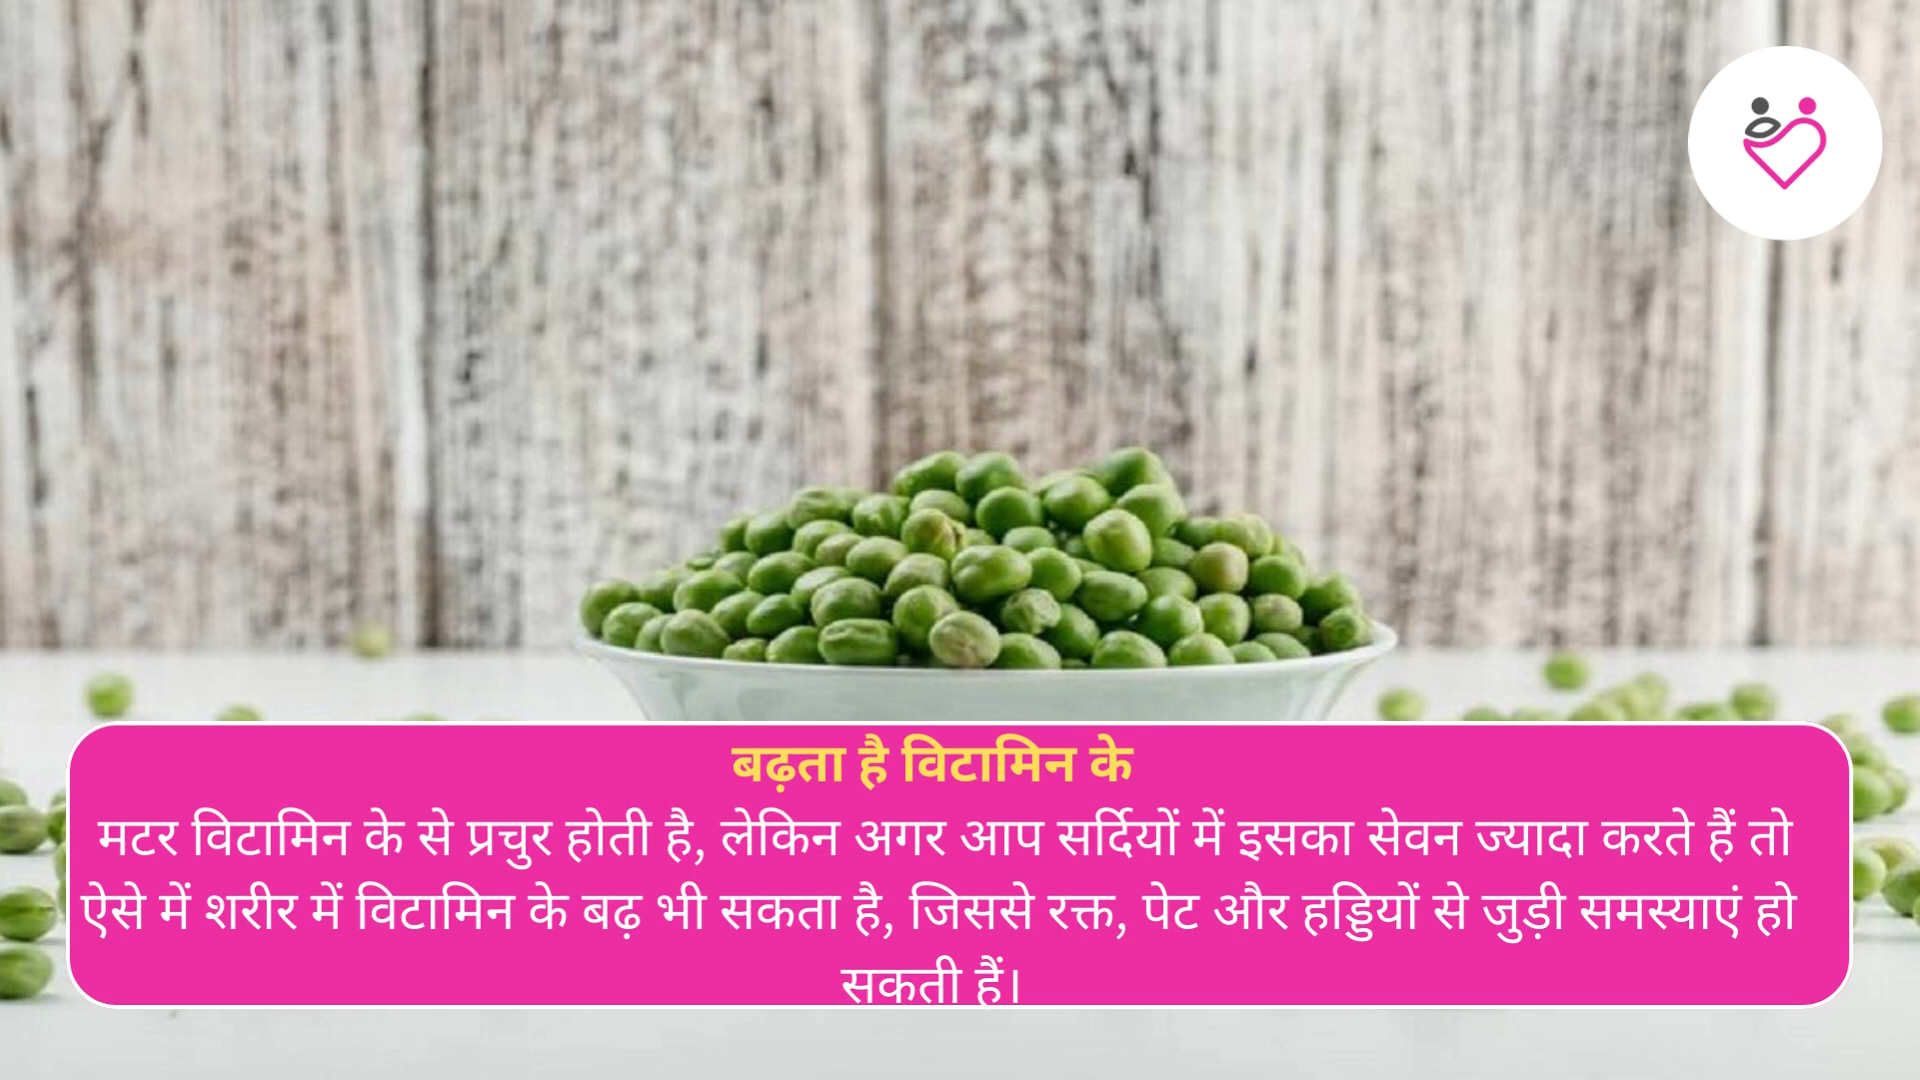 बढ़ता है विटामिन के
मटर विटामिन के से प्रचुर होती है, लेकिन अगर आप सर्दियों में इसका सेवन ज्यादा करते हैं तो
ऐसे में शरीर में विटामिन के बढ़ भी सकता है, जिससे रक्त, पेट और हड्डियों से जुड़ी समस्याएं हो
सकती हैं।